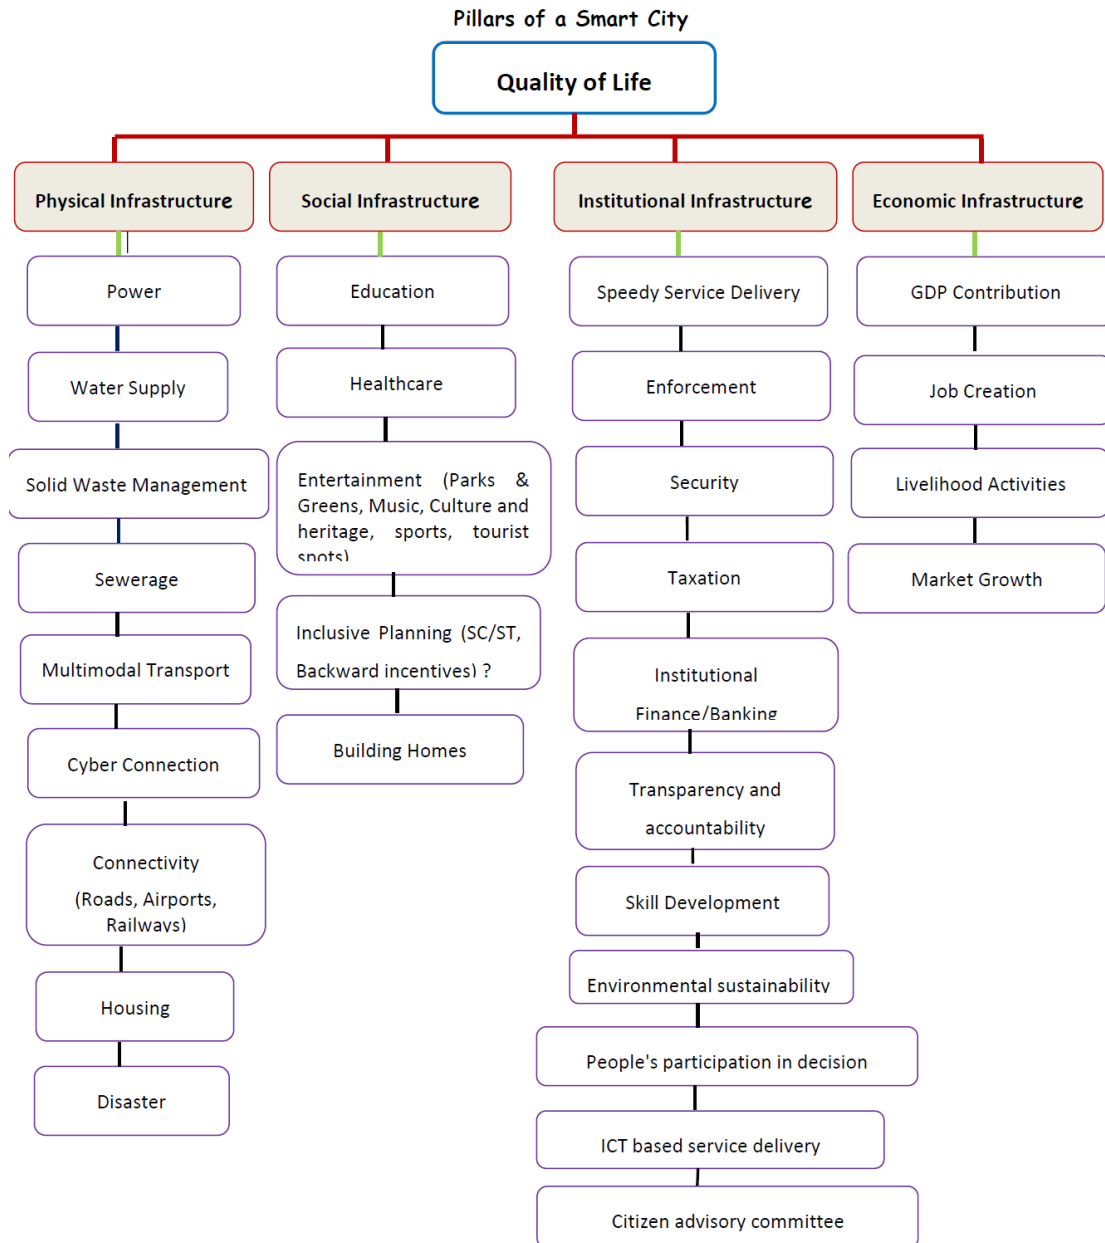 Pillars of a Smart City
Quality of Life
Physical Infrastructure
Power
Water Supply
Solid Waste Management
Sewerage
Multimodal Transport
Cyber Connection
Connectivity
(Roads, Airports,
Railways)
Housing
Disaster
Social Infrastructure
Education
Healthcare
Entertainment (Parks &
Greens, Music, Culture and
heritage, sports, tourist
spots)
Inclusive Planning (SC/ST,
Backward incentives) ?
Building Homes
Institutional Infrastructure
Speedy Service Delivery
Enforcement
Security
Taxation
Institutional
Finance/Banking
Transparency and
accountability
Skill Development
Environmental sustainability
People's participation in decision
ICT based service delivery
Citizen advisory committee
Economic Infrastructure
GDP Contribution
Job Creation
Livelihood Activities
Market Growth